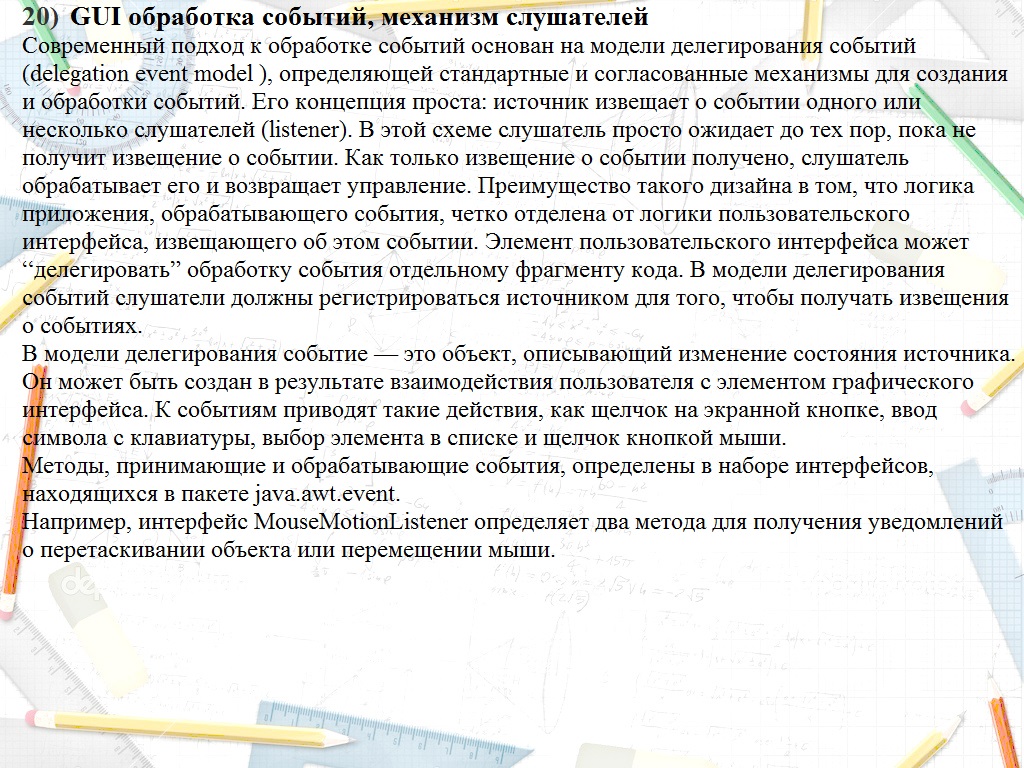 20) GUI обработка событий, механизм слушателей
Современный подход к обработке событий основан на модели делегирования событий
(delegation event model ), определяющей стандартные и согласованные механизмы для создания
и обработки событий. Его концепция проста: источник извещает о событии одного или
несколько слушателей (listener). В этой схеме слушатель просто ожидает до тех пор, пока не
получит извещение о событии. Как только извещение о событии получено, слушатель
обрабатывает его и возвращает управление. Преимущество такого дизайна в том, что логика
приложения, обрабатывающего события, четко отделена от логики пользовательского
интерфейса, извещающего об этом событии. Элемент пользовательского интерфейса может
“делегировать” обработку события отдельному фрагменту кода. В модели делегирования
событий слушатели должны регистрироваться источником для того, чтобы получать извещения
о событиях.
В модели делегирования событие — это объект, описывающий изменение состояния источника.
Он может быть создан в результате взаимодействия пользователя с элементом графического
интерфейса. К событиям приводят такие действия, как щелчок на экранной кнопке, ввод
символа с клавиатуры, выбор элемента в списке и щелчок кнопкой мыши.
Методы, принимающие и обрабатывающие события, определены в наборе интерфейсов,
находящихся в пакете java.awt.event.
Например, интерфейс MouseMotionListener определяет два метода для получения уведомлений
о перетаскивании объекта или перемещении мыши.